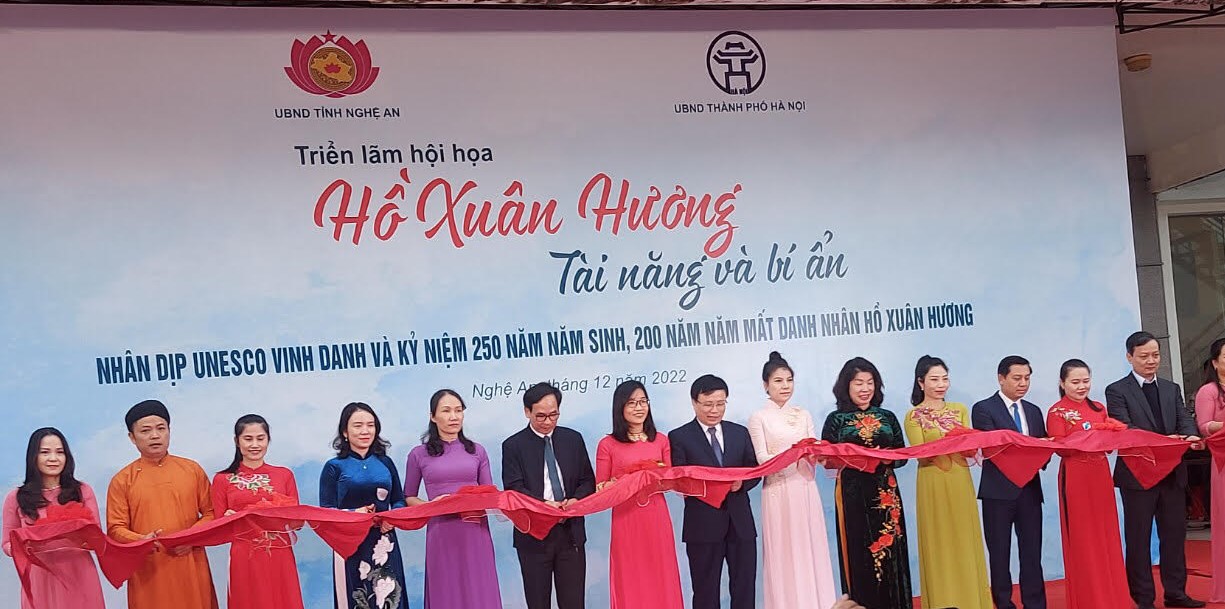 UBND TỈNH NGHỆ AN
HÀ NỘI
UBND THÀNH PHỐ HÀ NỘI
Triển lãm hội họa
Hồ Xuân Hương
Tài năng và bí ẩn
NHÂN DỊP UNESCO VINH DANH VÀ KỶ NIỆM 250 NĂM NĂM SINH, 200 NĂM NĂM MẤT DANH NHÂN HỒ XUÂN HƯƠNG
Nghệ An, tháng 12 năm 2022